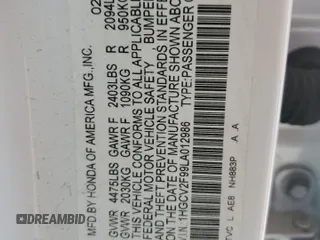 MFD BY HONDA OF AMERICA MFG.,INC. 02
GVWR 4475LBS GAWR F 2403LBS R 2094L
GVWR 2030KG GAWR F 1090KG R 950KG
THIS VEHICLE CONFORMS TO ALL APPLICABLE
FEDERAL MOTOR VEHICLE SAFETY, BUMPER
AND THEFT PREVENTION STANDARDS IN EFFE
ON THE DATE OF MANUFACTURE SHOWN ABO
V.I.N. 1HGCV2F99LA012986 TYPE:PASSENGER C
L AE8 NH883P A A
© DREAMBID